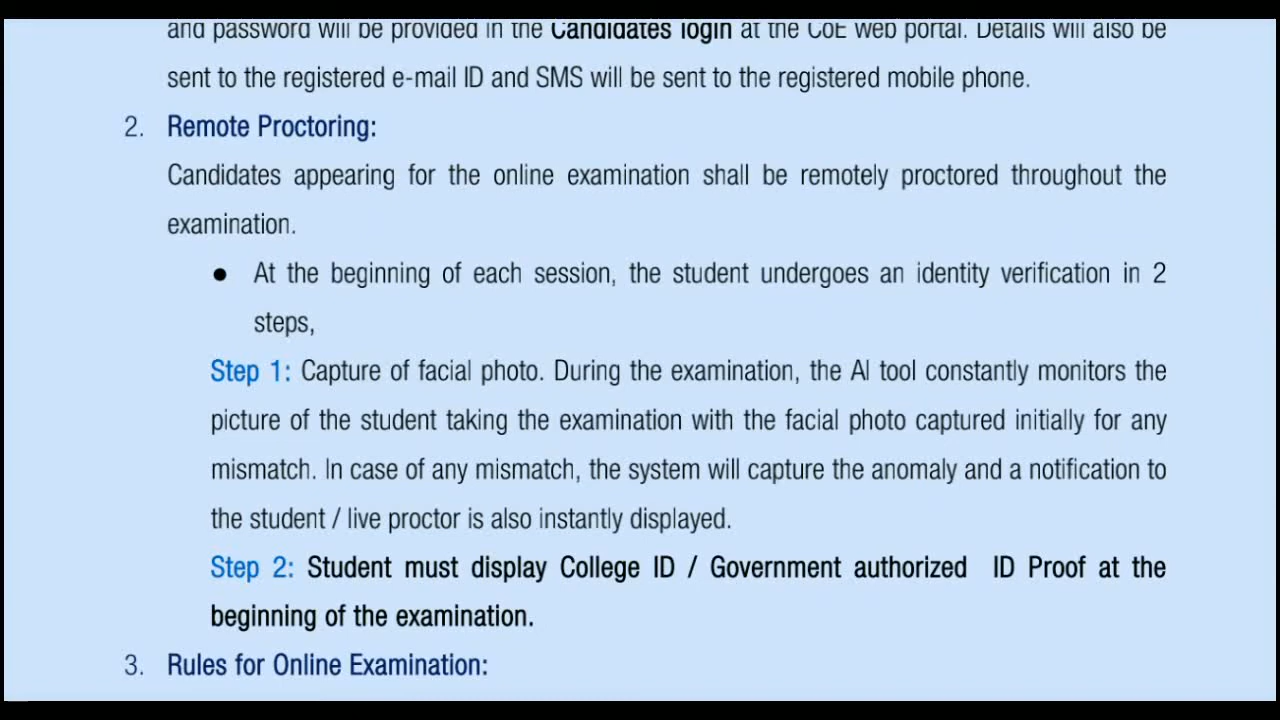 and password will be provided in the Candidates login at the CoE web portal. Details will also be
sent to the registered e-mail ID and SMS will be sent to the registered mobile phone.
2. Remote Proctoring:
Candidates appearing for the online examination shall be remotely proctored throughout the
examination.
● At the beginning of each session, the student undergoes an identity verification in 2
steps,
Step 1: Capture of facial photo. During the examination, the AI tool constantly monitors the
picture of the student taking the examination with the facial photo captured initially for any
mismatch. In case of any mismatch, the system will capture the anomaly and a notification to
the student / live proctor is also instantly displayed.
Step 2: Student must display College ID / Government authorized ID Proof at the
beginning of the examination.
3. Rules for Online Examination: